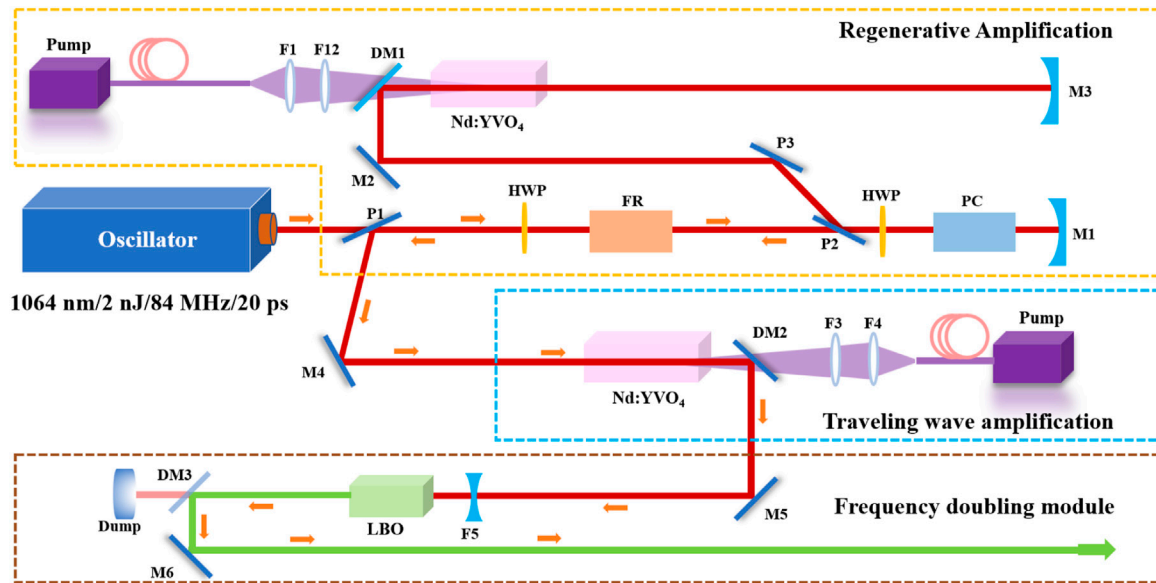 Regenerative Amplification
Pump
F1
F12
DM1
M3
Nd:YVO4
M2
P3
HWP
FR
HWP
PC
P1
P2
M1
Oscillator
1064 nm/2 nJ/84 MHz/20 ps
M4
DM2
F3
F4
Pump
Nd:YVO4
Traveling wave amplification
DM3
Dump
LBO
F5
M5
Frequency doubling module
M6